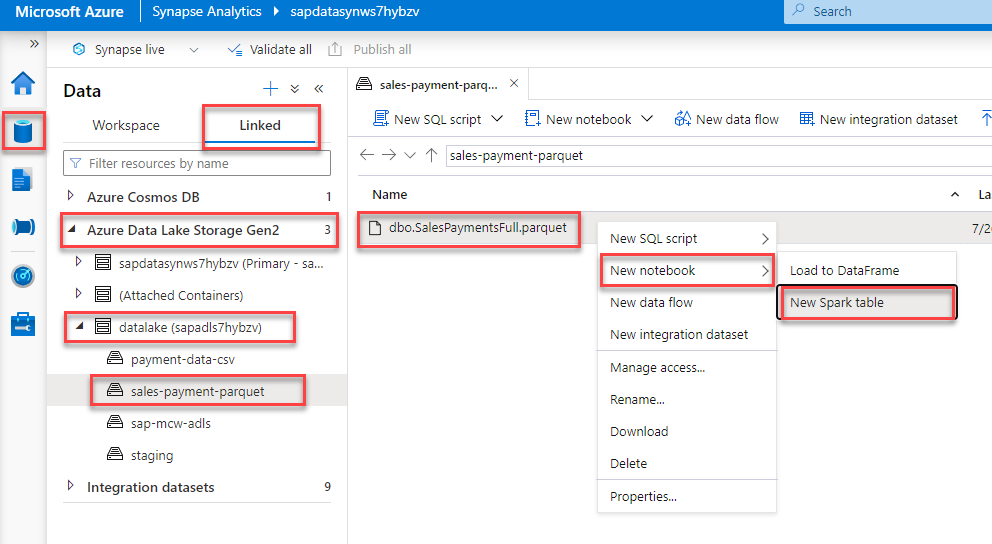 Microsoft Azure Synapse Analytics sapdatasynws7hybzv Search
Synapse live Validate all Publish all
Data
Workspace Linked
Filter resources by name
Azure Cosmos DB 1
Azure Data Lake Storage Gen2 3
sapdatasynws7hybzv (Primary - sa...
(Attached Containers)
datalake (sapadls7hybzv)
payment-data-csv
sales-payment-parquet
sap-mcw-adls
staging
Integration datasets 9
sales-payment-parq...
New SQL script New notebook New data flow New integration dataset
sales-payment-parquet
Name La
dbo.SalesPaymentsFull.parquet 7/2
New SQL script
New notebook
New data flow
New integration dataset
Manage access...
Rename...
Download
Delete
Properties...
Load to DataFrame
New Spark table